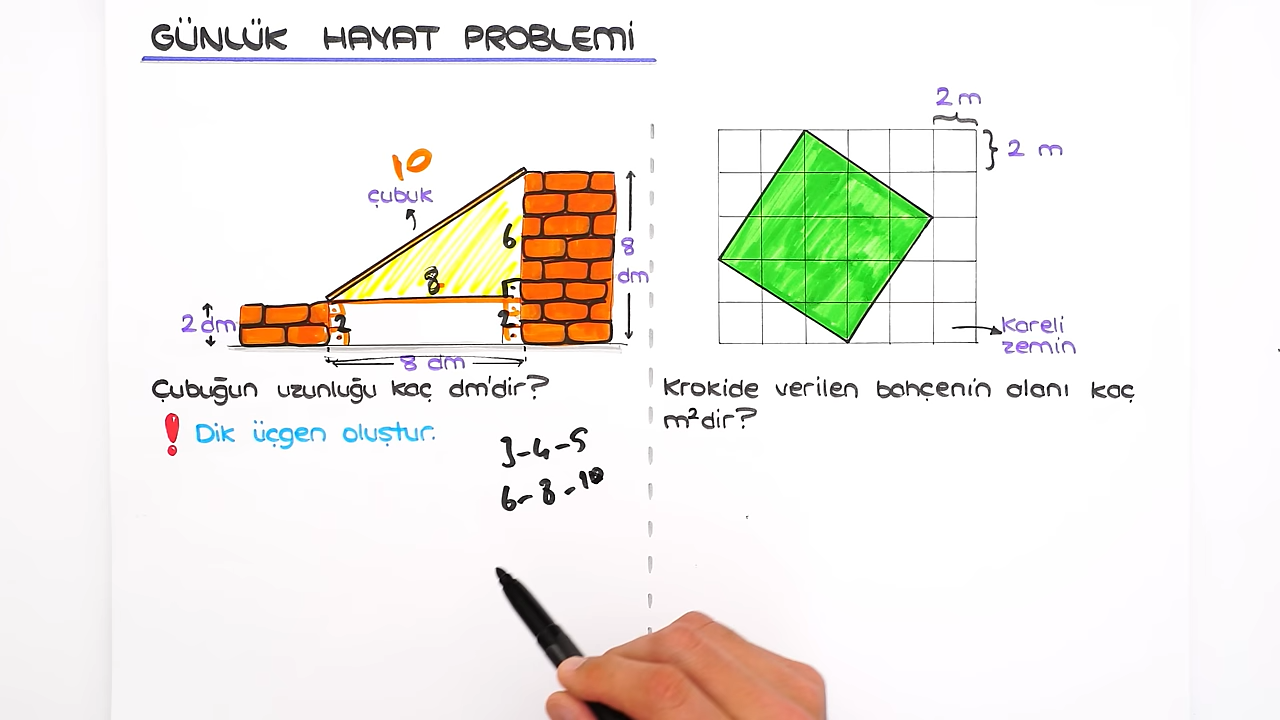 GÜNLÜK HAYAT PROBLEMİ
10
çubuk
6
8
2
2
2 dm
8 dm
8
dm
Çubuğun uzunluğu kaç dm'dir?
! Dik üçgen oluştur.
3-4-5
6-8-10
2 m
2 m
Kareli
zemin
Krokide verilen bahçenin alanı kaç
m²dir?